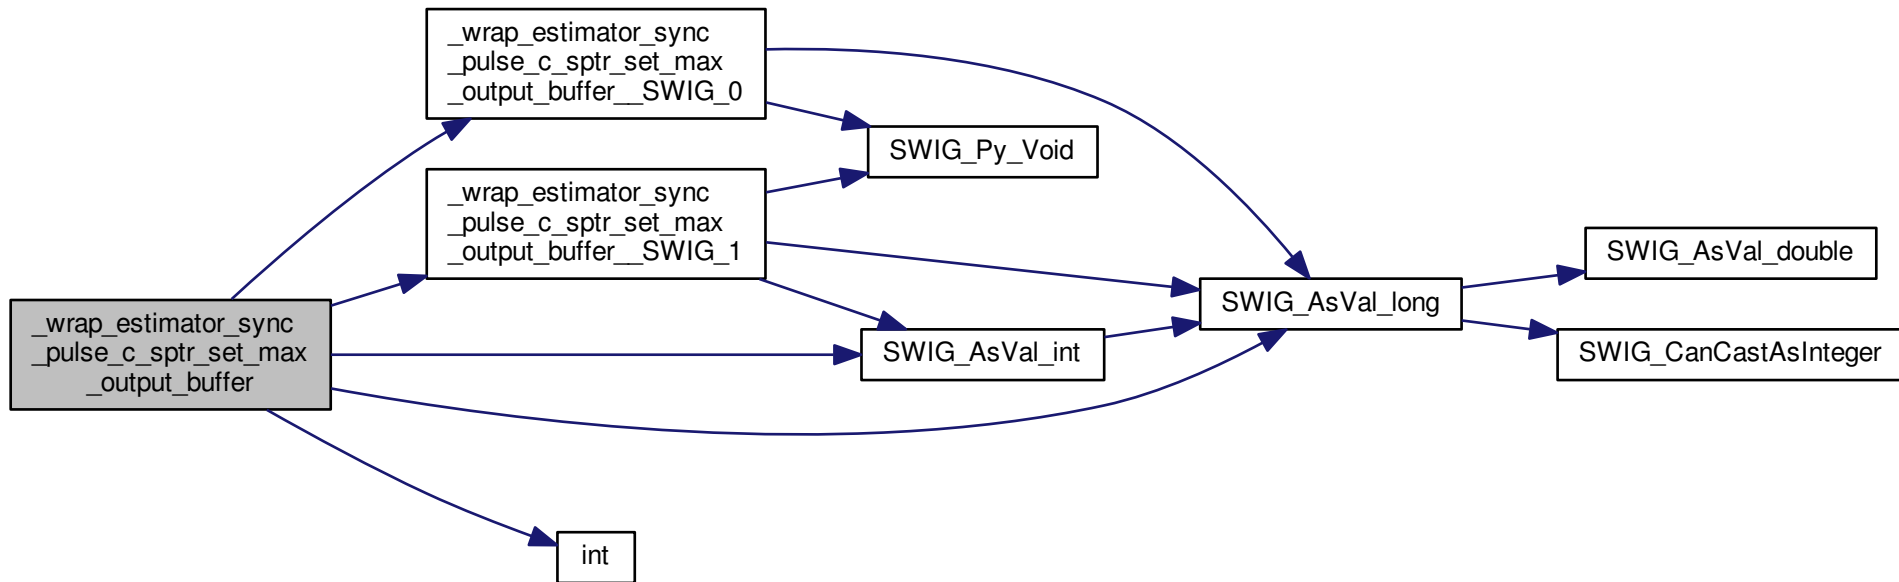 _wrap_estimator_sync
_pulse_c_sptr_set_max
_output_buffer__SWIG_0
SWIG_Py_Void
_wrap_estimator_sync
_pulse_c_sptr_set_max
_output_buffer__SWIG_1
SWIG_AsVal_double
SWIG_AsVal_long
_wrap_estimator_sync
_pulse_c_sptr_set_max
_output_buffer
SWIG_AsVal_int
SWIG_CanCastAsInteger
int